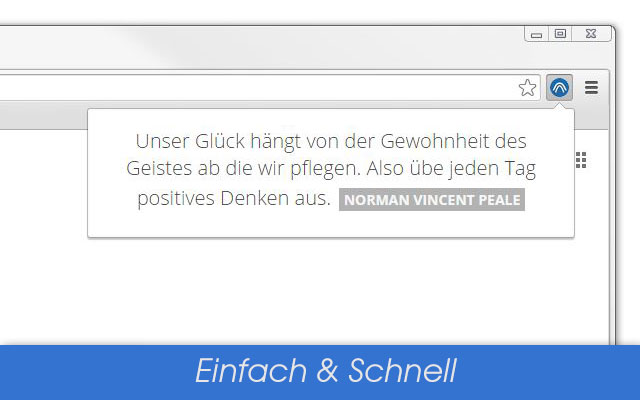 Unser Glück hängt von der Gewohnheit des
Geistes ab die wir pflegen. Also übe jeden Tag
positives Denken aus. NORMAN VINCENT PEALE
Einfach & Schnell